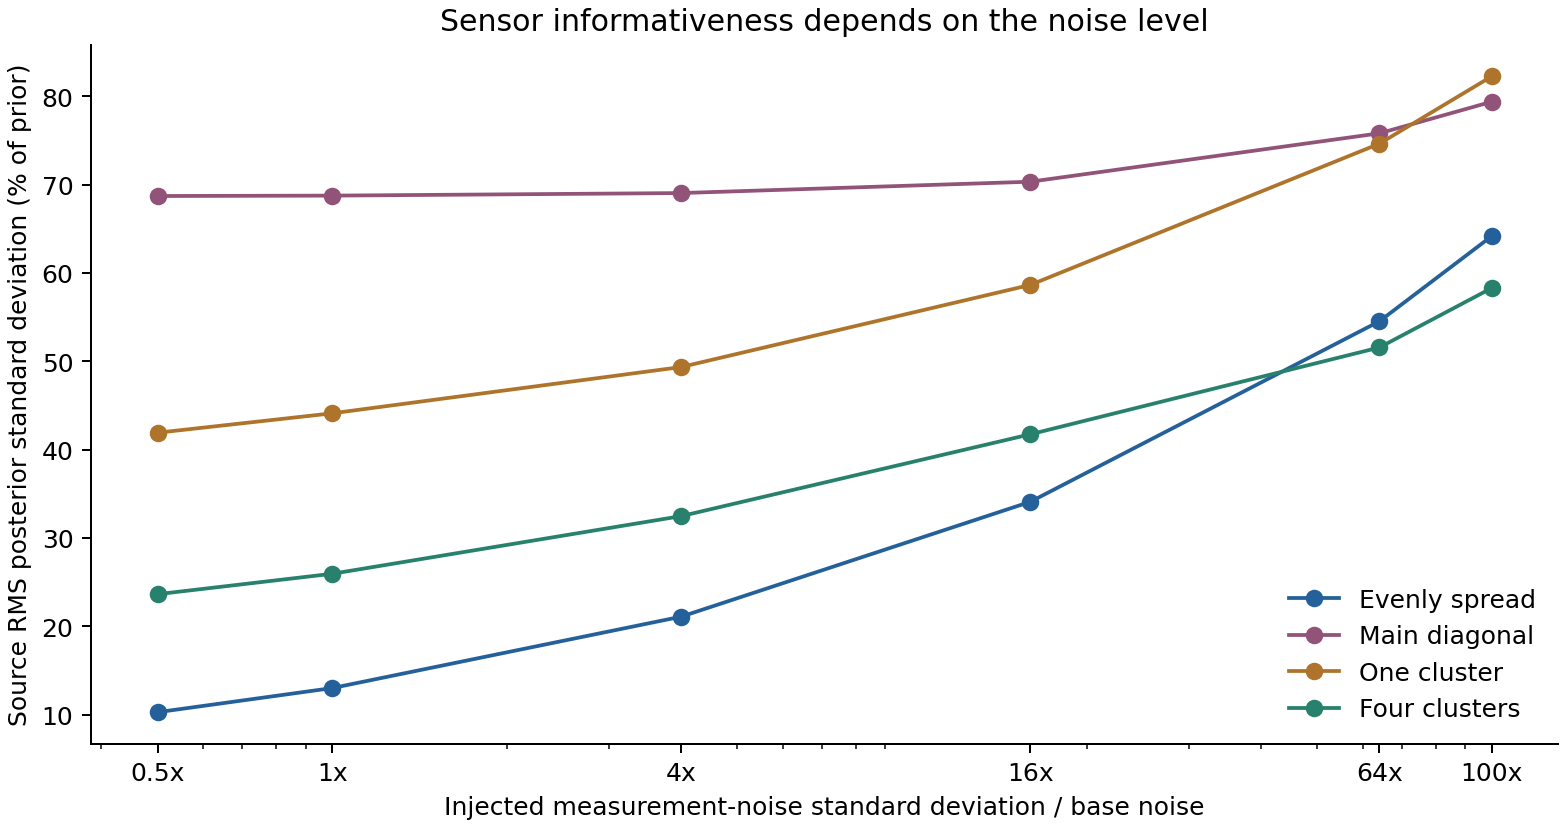 Sensor informativeness depends on the noise level
Source RMS posterior standard deviation (% of prior)
80
70
60
50
40
30
20
10
0.5x
1x
4x
16x
64x
100x
Injected measurement-noise standard deviation / base noise
Evenly spread
Main diagonal
One cluster
Four clusters